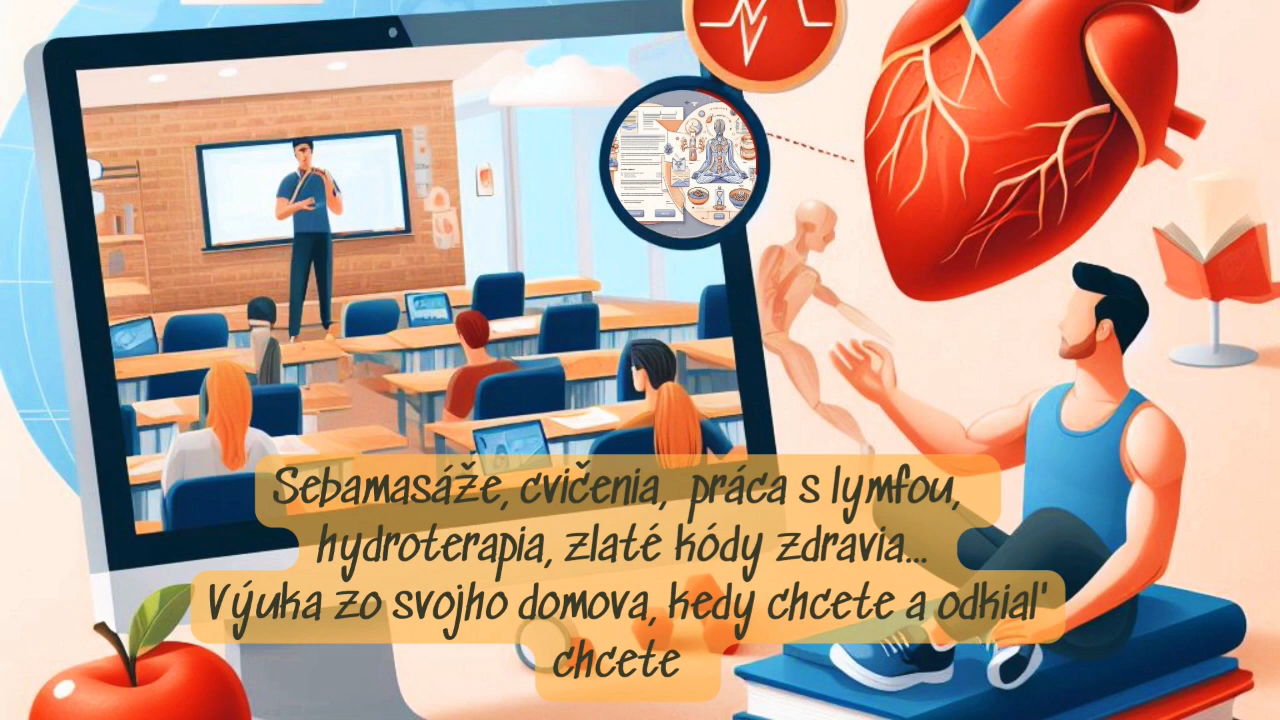 Sebamasáže, cvičenia, práca s lymfou,
hydroterapia, zlaté kódy zdravia...
Výuka zo svojho domova, kedy chcete a odkiaľ
chcete